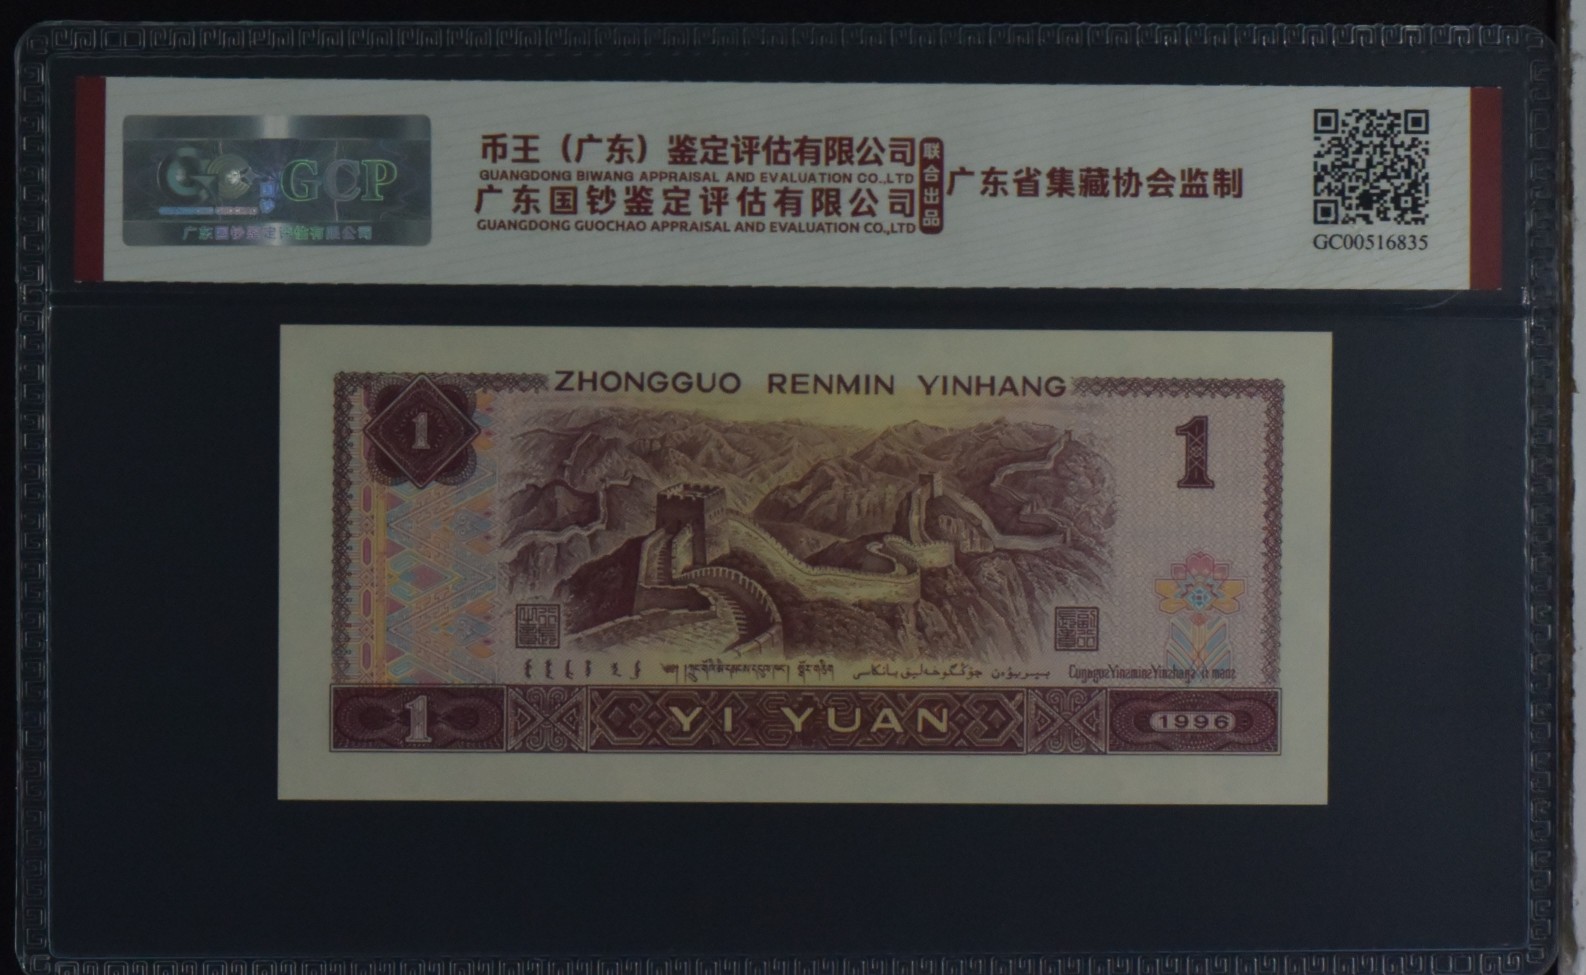 GCP
广东国钞鉴定评估有限公司
币王（广东）鉴定评估有限公司
GUANGDONG BIWANG APPRAISAL AND EVALUATION CO.,LTD
广东国钞鉴定评估有限公司
GUANGDONG GUOCHAO APPRAISAL AND EVALUATION CO.,LTD
联合出品
广东省集藏协会监制
GC00516835
ZHONGGUO RENMIN YINHANG
1
1
1
YI YUAN
1996